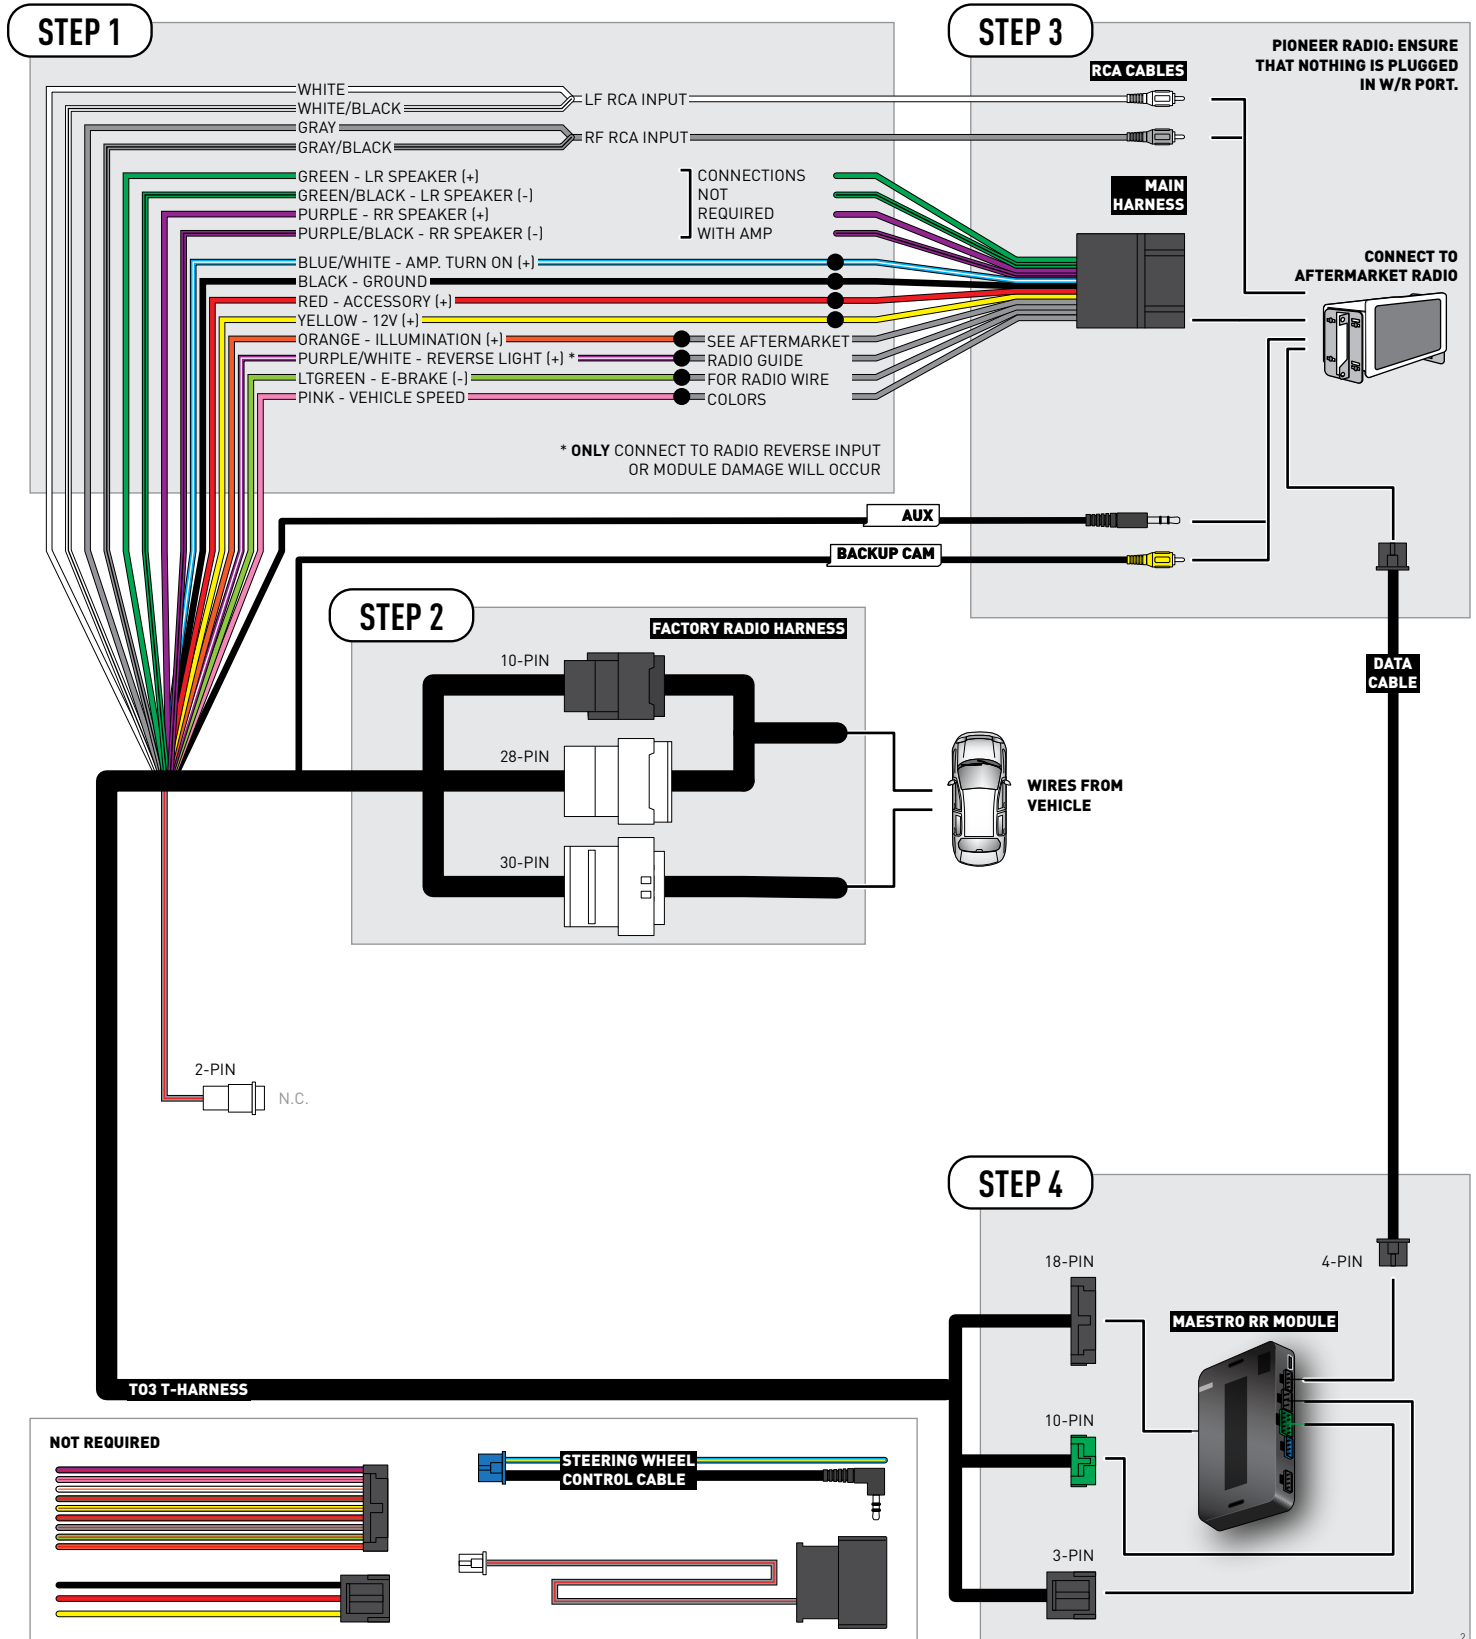 STEP 1
WHITE
WHITE/BLACK
LF RCA INPUT
GRAY
GRAY/BLACK
RF RCA INPUT
GREEN - LR SPEAKER (+)
GREEN/BLACK - LR SPEAKER (-)
PURPLE - RR SPEAKER (+)
PURPLE/BLACK - RR SPEAKER (-)
CONNECTIONS
NOT
REQUIRED
WITH AMP
BLUE/WHITE - AMP. TURN ON (+)
BLACK - GROUND
RED - ACCESSORY (+)
YELLOW - 12V (+)
ORANGE - ILLUMINATION (+)
PURPLE/WHITE - REVERSE LIGHT (+) *
LTGREEN - E-BRAKE (-)
PINK - VEHICLE SPEED
SEE AFTERMARKET
RADIO GUIDE
FOR RADIO WIRE
COLORS
* ONLY CONNECT TO RADIO REVERSE INPUT
OR MODULE DAMAGE WILL OCCUR
STEP 3
PIONEER RADIO: ENSURE
THAT NOTHING IS PLUGGED
IN W/R PORT.
RCA CABLES
MAIN
HARNESS
CONNECT TO
AFTERMARKET RADIO
AUX
BACKUP CAM
DATA
CABLE
STEP 2
FACTORY RADIO HARNESS
10-PIN
28-PIN
30-PIN
WIRES FROM
VEHICLE
2-PIN
N.C.
STEP 4
18-PIN
4-PIN
MAESTRO RR MODULE
10-PIN
3-PIN
TO3 T-HARNESS
NOT REQUIRED
STEERING WHEEL
CONTROL CABLE
2